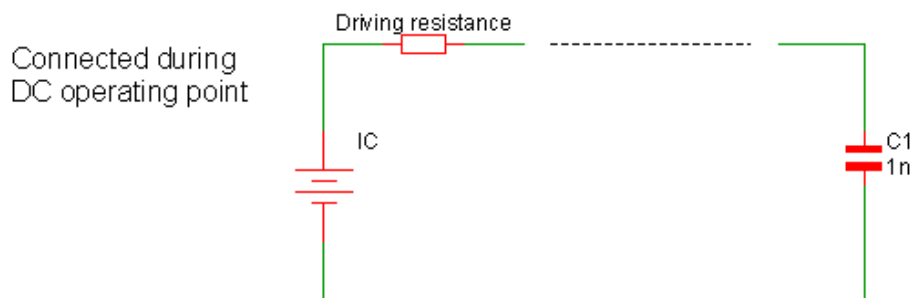 Driving resistance
Connected during
DC operating point
IC
C1
1n